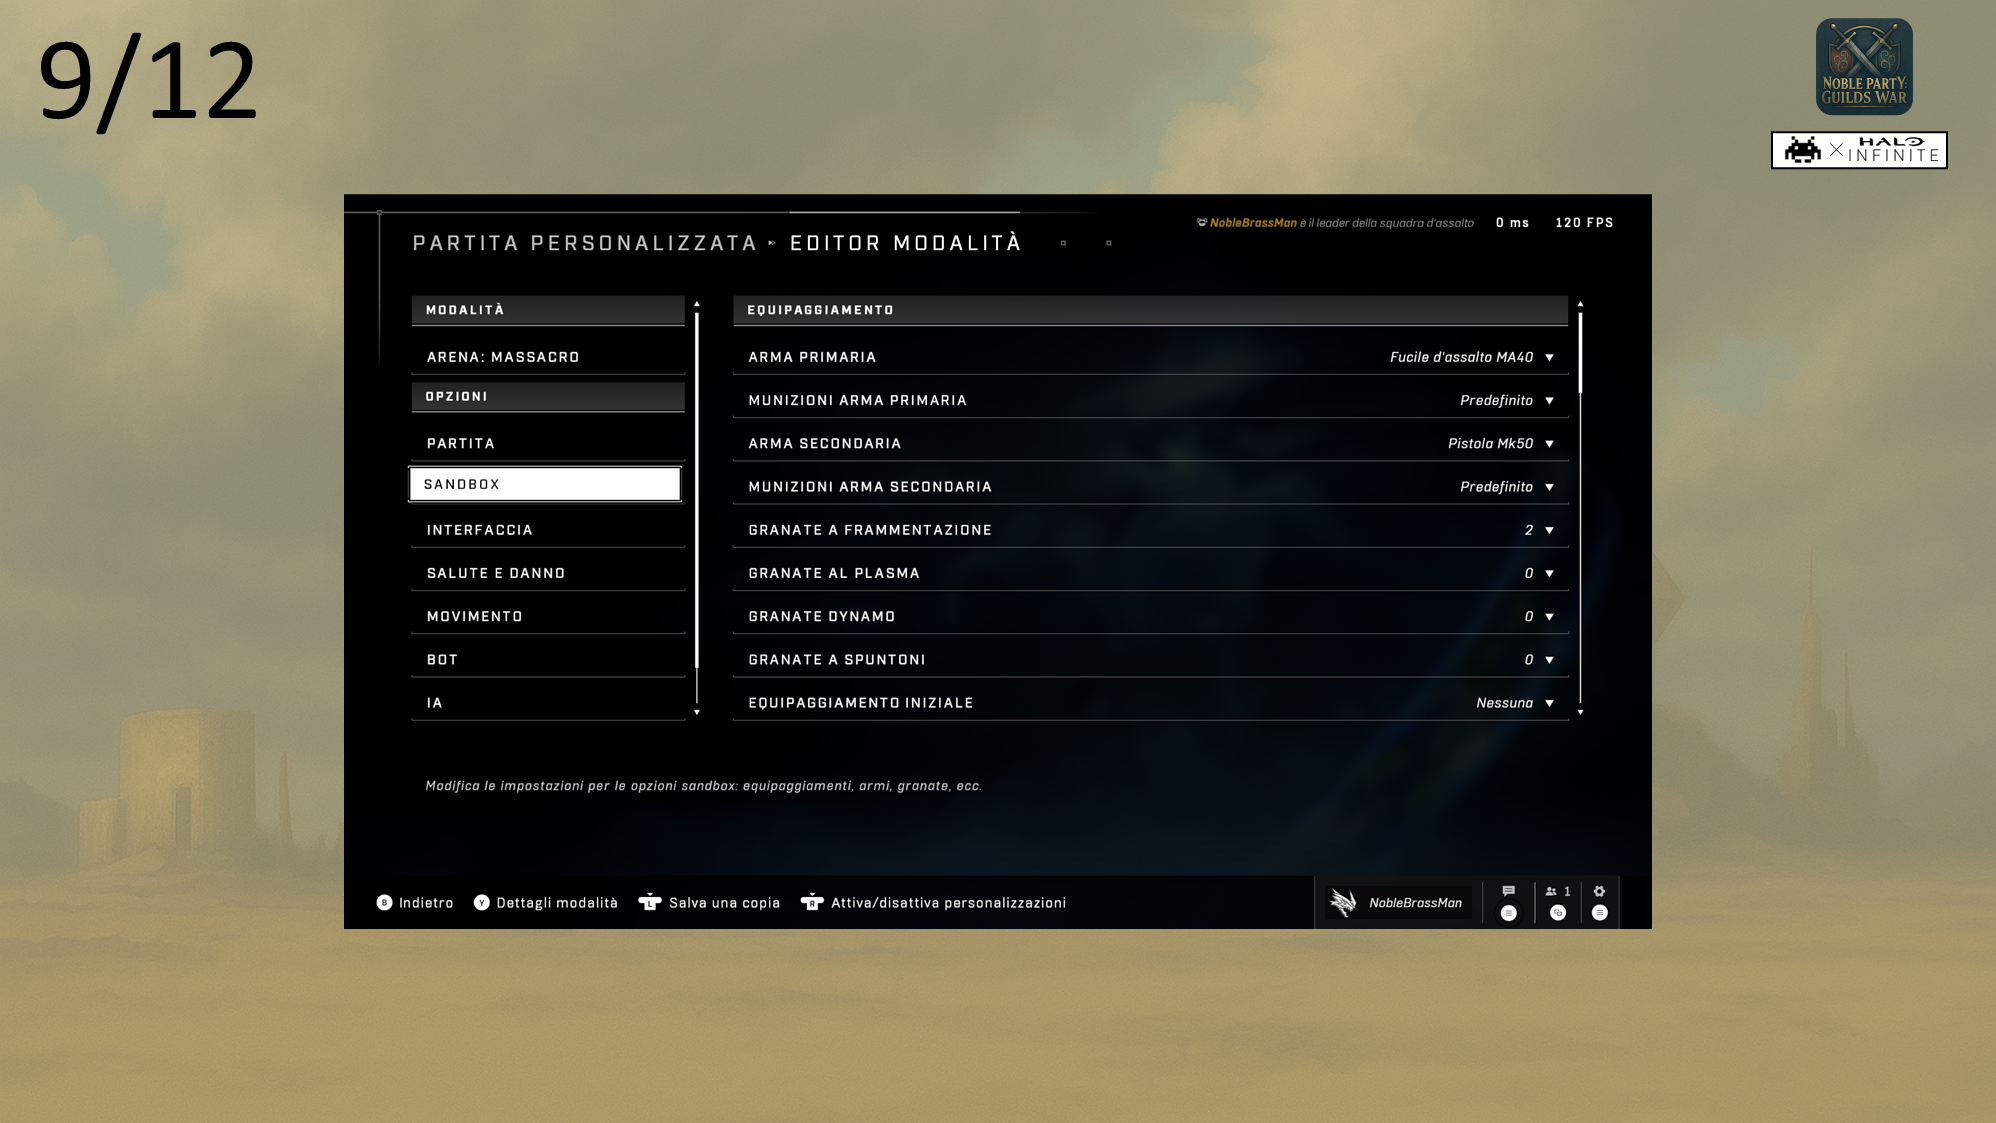 9/12
NOBLE PARTY:
GUILDS WAR
HALO
INFINITE
NobleBrassMan è il leader della squadra d'assalto
0 ms
120 FPS
PARTITA PERSONALIZZATA
EDITOR MODALITÀ
MODALITÀ
ARENA: MASSACRO
OPZIONI
PARTITA
SANDBOX
INTERFACCIA
SALUTE E DANNO
MOVIMENTO
BOT
IA
EQUIPAGGIAMENTO
ARMA PRIMARIA Fucile d'assalto MA40
MUNIZIONI ARMA PRIMARIA Predefinito
ARMA SECONDARIA Pistola Mk50
MUNIZIONI ARMA SECONDARIA Predefinito
GRANATE A FRAMMENTAZIONE 2
GRANATE AL PLASMA 0
GRANATE DYNAMO 0
GRANATE A SPUNTONI 0
EQUIPAGGIAMENTO INIZIALE Nessuna
Modifica le impostazioni per le opzioni sandbox: equipaggiamenti, armi, granate, ecc.
B Indietro Y Dettagli modalità L Salva una copia R Attiva/disattiva personalizzazioni
NobleBrassMan
1